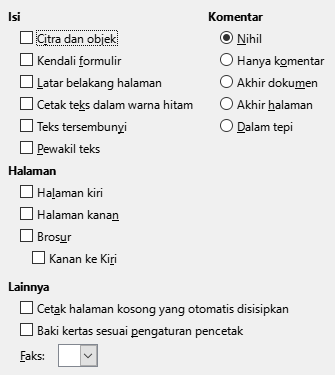 Isi
Citra dan objek
Kendali formulir
Latar belakang halaman
Cetak teks dalam warna hitam
Teks tersembunyi
Pewakil teks
Komentar
Nihil
Hanya komentar
Akhir dokumen
Akhir halaman
Dalam tepi
Halaman
Halaman kiri
Halaman kanan
Brosur
Kanan ke Kiri
Lainnya
Cetak halaman kosong yang otomatis disisipkan
Baki kertas sesuai pengaturan pencetak
Faks: